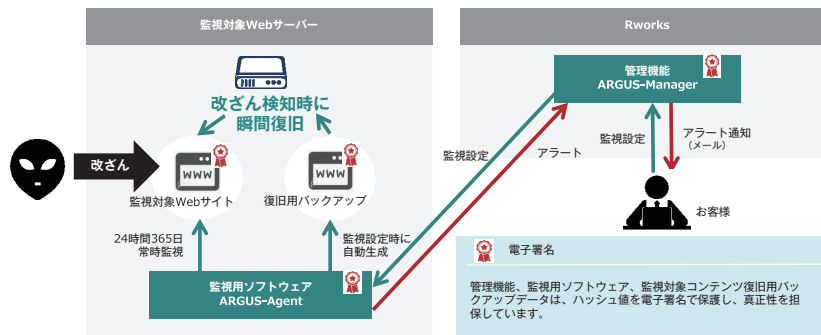 監視対象Webサーバー
改ざん検知時に
瞬間復旧
改ざん
WWW
WWW
監視対象Webサイト
復旧用バックアップ
24時間365日
常時監視
監視設定時に
自動生成
監視用ソフトウェア
ARGUS-Agent
監視設定
アラート
Rworks
管理機能
ARGUS-Manager
監視設定
アラート通知
（メール）
お客様
電子署名
管理機能、監視用ソフトウェア、監視対象コンテンツ復旧用バッ
クアップデータは、ハッシュ値を電子署名で保護し、真正性を担
保しています。